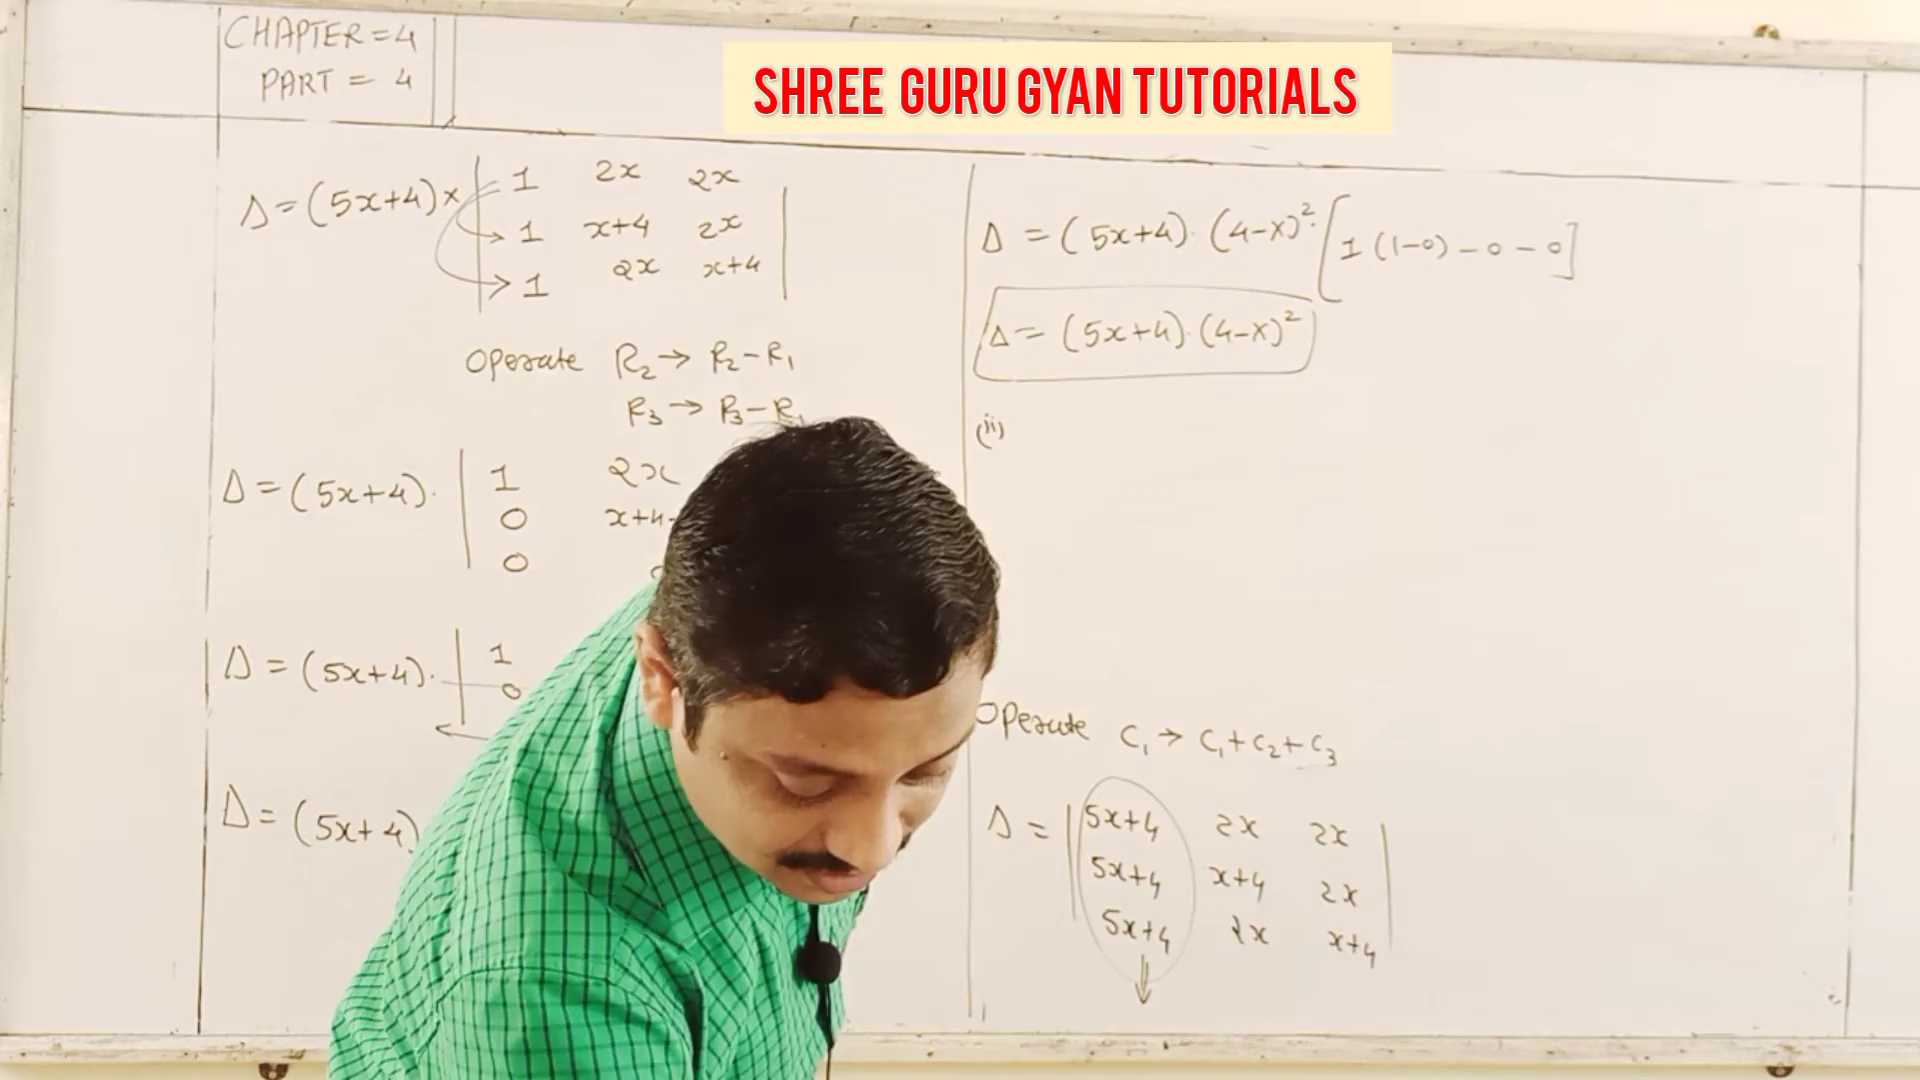 CHAPTER=4
PART = 4
SHREE GURU GYAN TUTORIALS
Δ=(5x+4)x | 1 2x 2x |
1 x+4 2x
1 2x x+4
Operate R₂→ R₂-R₁
R₃→ R₃-R₁
Δ=(5x+4). | 1 2x
0 x+4-
0
Δ=(5x+4). | 1
0
Δ=(5x+4).
Δ =(5x+4).(4-x)².[1(1-0)-0-0]
Δ=(5x+4).(4-x)²
(ii)
Operate C₁→ C₁+C₂+C₃
Δ = | 5x+4 2x 2x |
5x+4 x+4 2x
5x+4 2x x+4